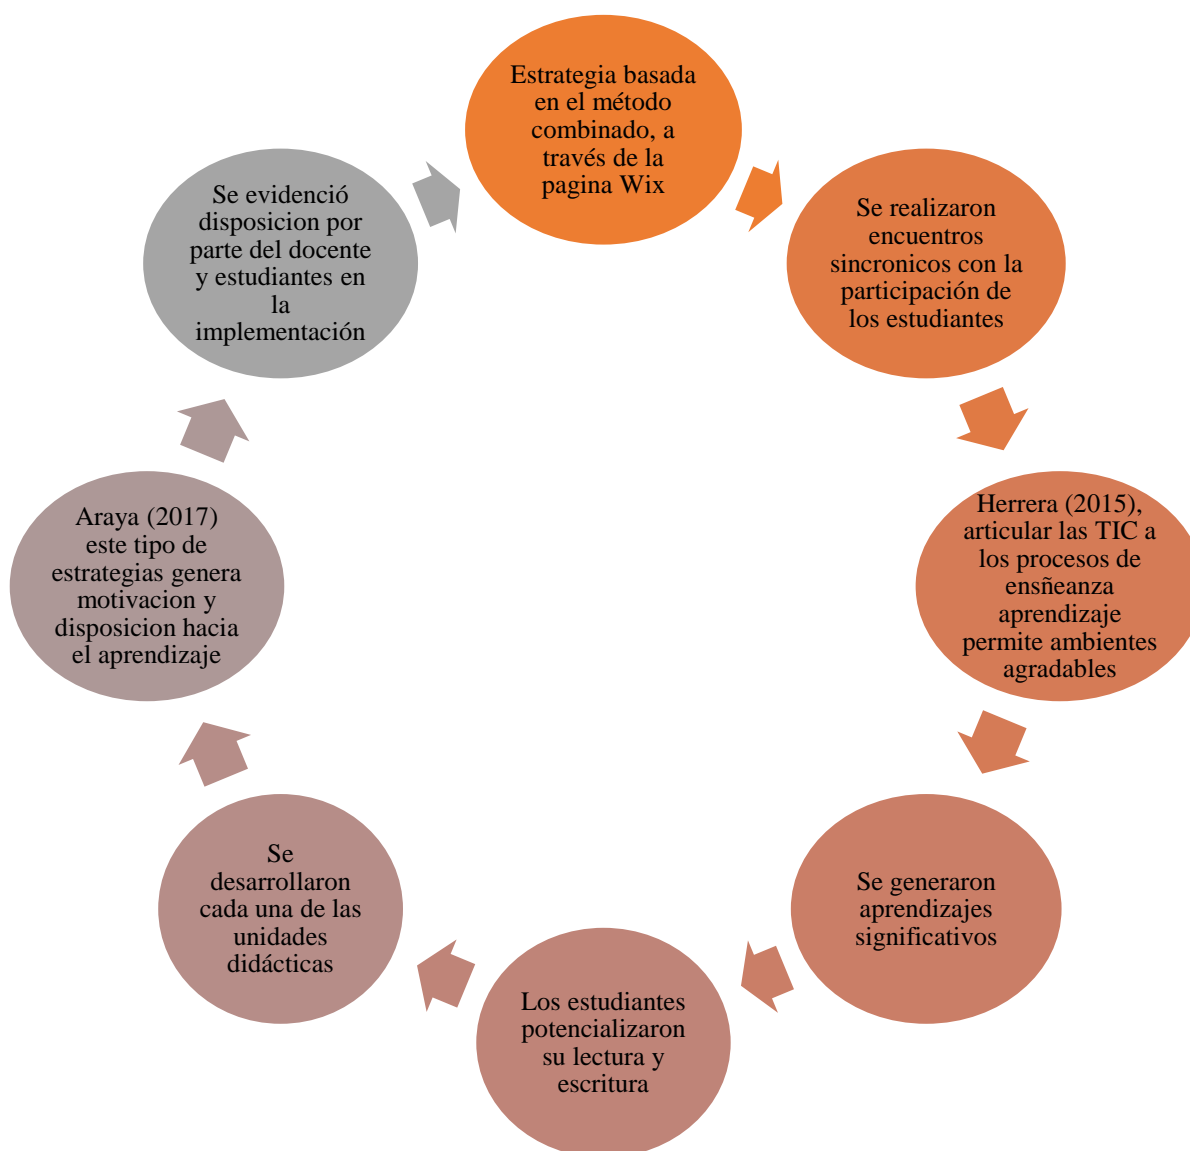 Estrategia basada
en el método
combinado, a
través de la
pagina Wix
Se realizaron
encuentros
sincronicos con la
participación de
los estudiantes
Herrera (2015),
articular las TIC a
los procesos de
ensñeanza
aprendizaje
permite ambientes
agradables
Se generaron
aprendizajes
significativos
Los estudiantes
potencializaron
su lectura y
escritura
Se
desarrollaron
cada una de las
unidades
didácticas
Araya (2017)
este tipo de
estrategias genera
motivacion y
disposicion hacia
el aprendizaje
Se evidenció
disposicion por
parte del docente
y estudiantes en
la
implementación